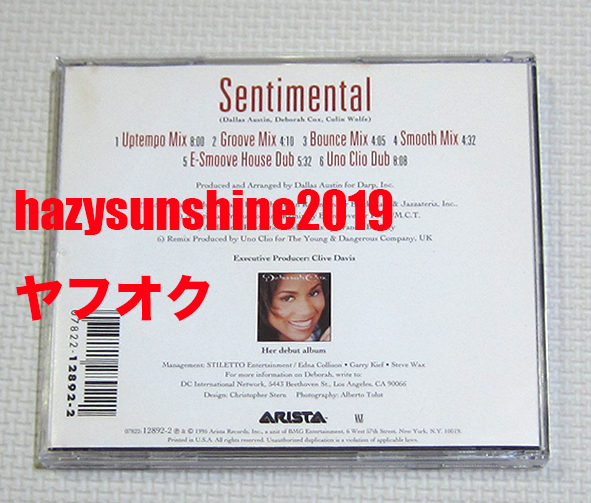 Sentimental
(Dallas Austin, Deborah Cox, Colin Wolfe)
1 Uptempo Mix 8:00 2 Groove Mix 4:10 3 Bounce Mix 4:05 4 Smooth Mix 4:32
5 E-Smoove House Dub 5:32 6 Uno Clio Dub 8:08
Produced and Arranged by Dallas Austin for Darp, Inc.
& Jazzateria, Inc.,
hazysunshine2019
M.C.T.
6) Remix Produced by Uno Clio for The Young & Dangerous Company, UK
Executive Producer: Clive Davis
ヤフオク
Deborah Cox
Her debut album
07822-12892-2
Management: STILETTO Entertainment / Edna Collison • Garry Kief • Steve Wax
For more information on Deborah, write to:
DC International Network, 5443 Beethoven St., Los Angeles, CA 90066
Design: Christopher Stern Photography: Alberto Tolot
ARISTA
07822-12892-2 ℗ & © 1995 Arista Records, Inc., a unit of BMG Entertainment, 6 West 57th Street, New York, N.Y. 10019.
Printed in U.S.A. All rights reserved. Unauthorized duplication is a violation of applicable laws.